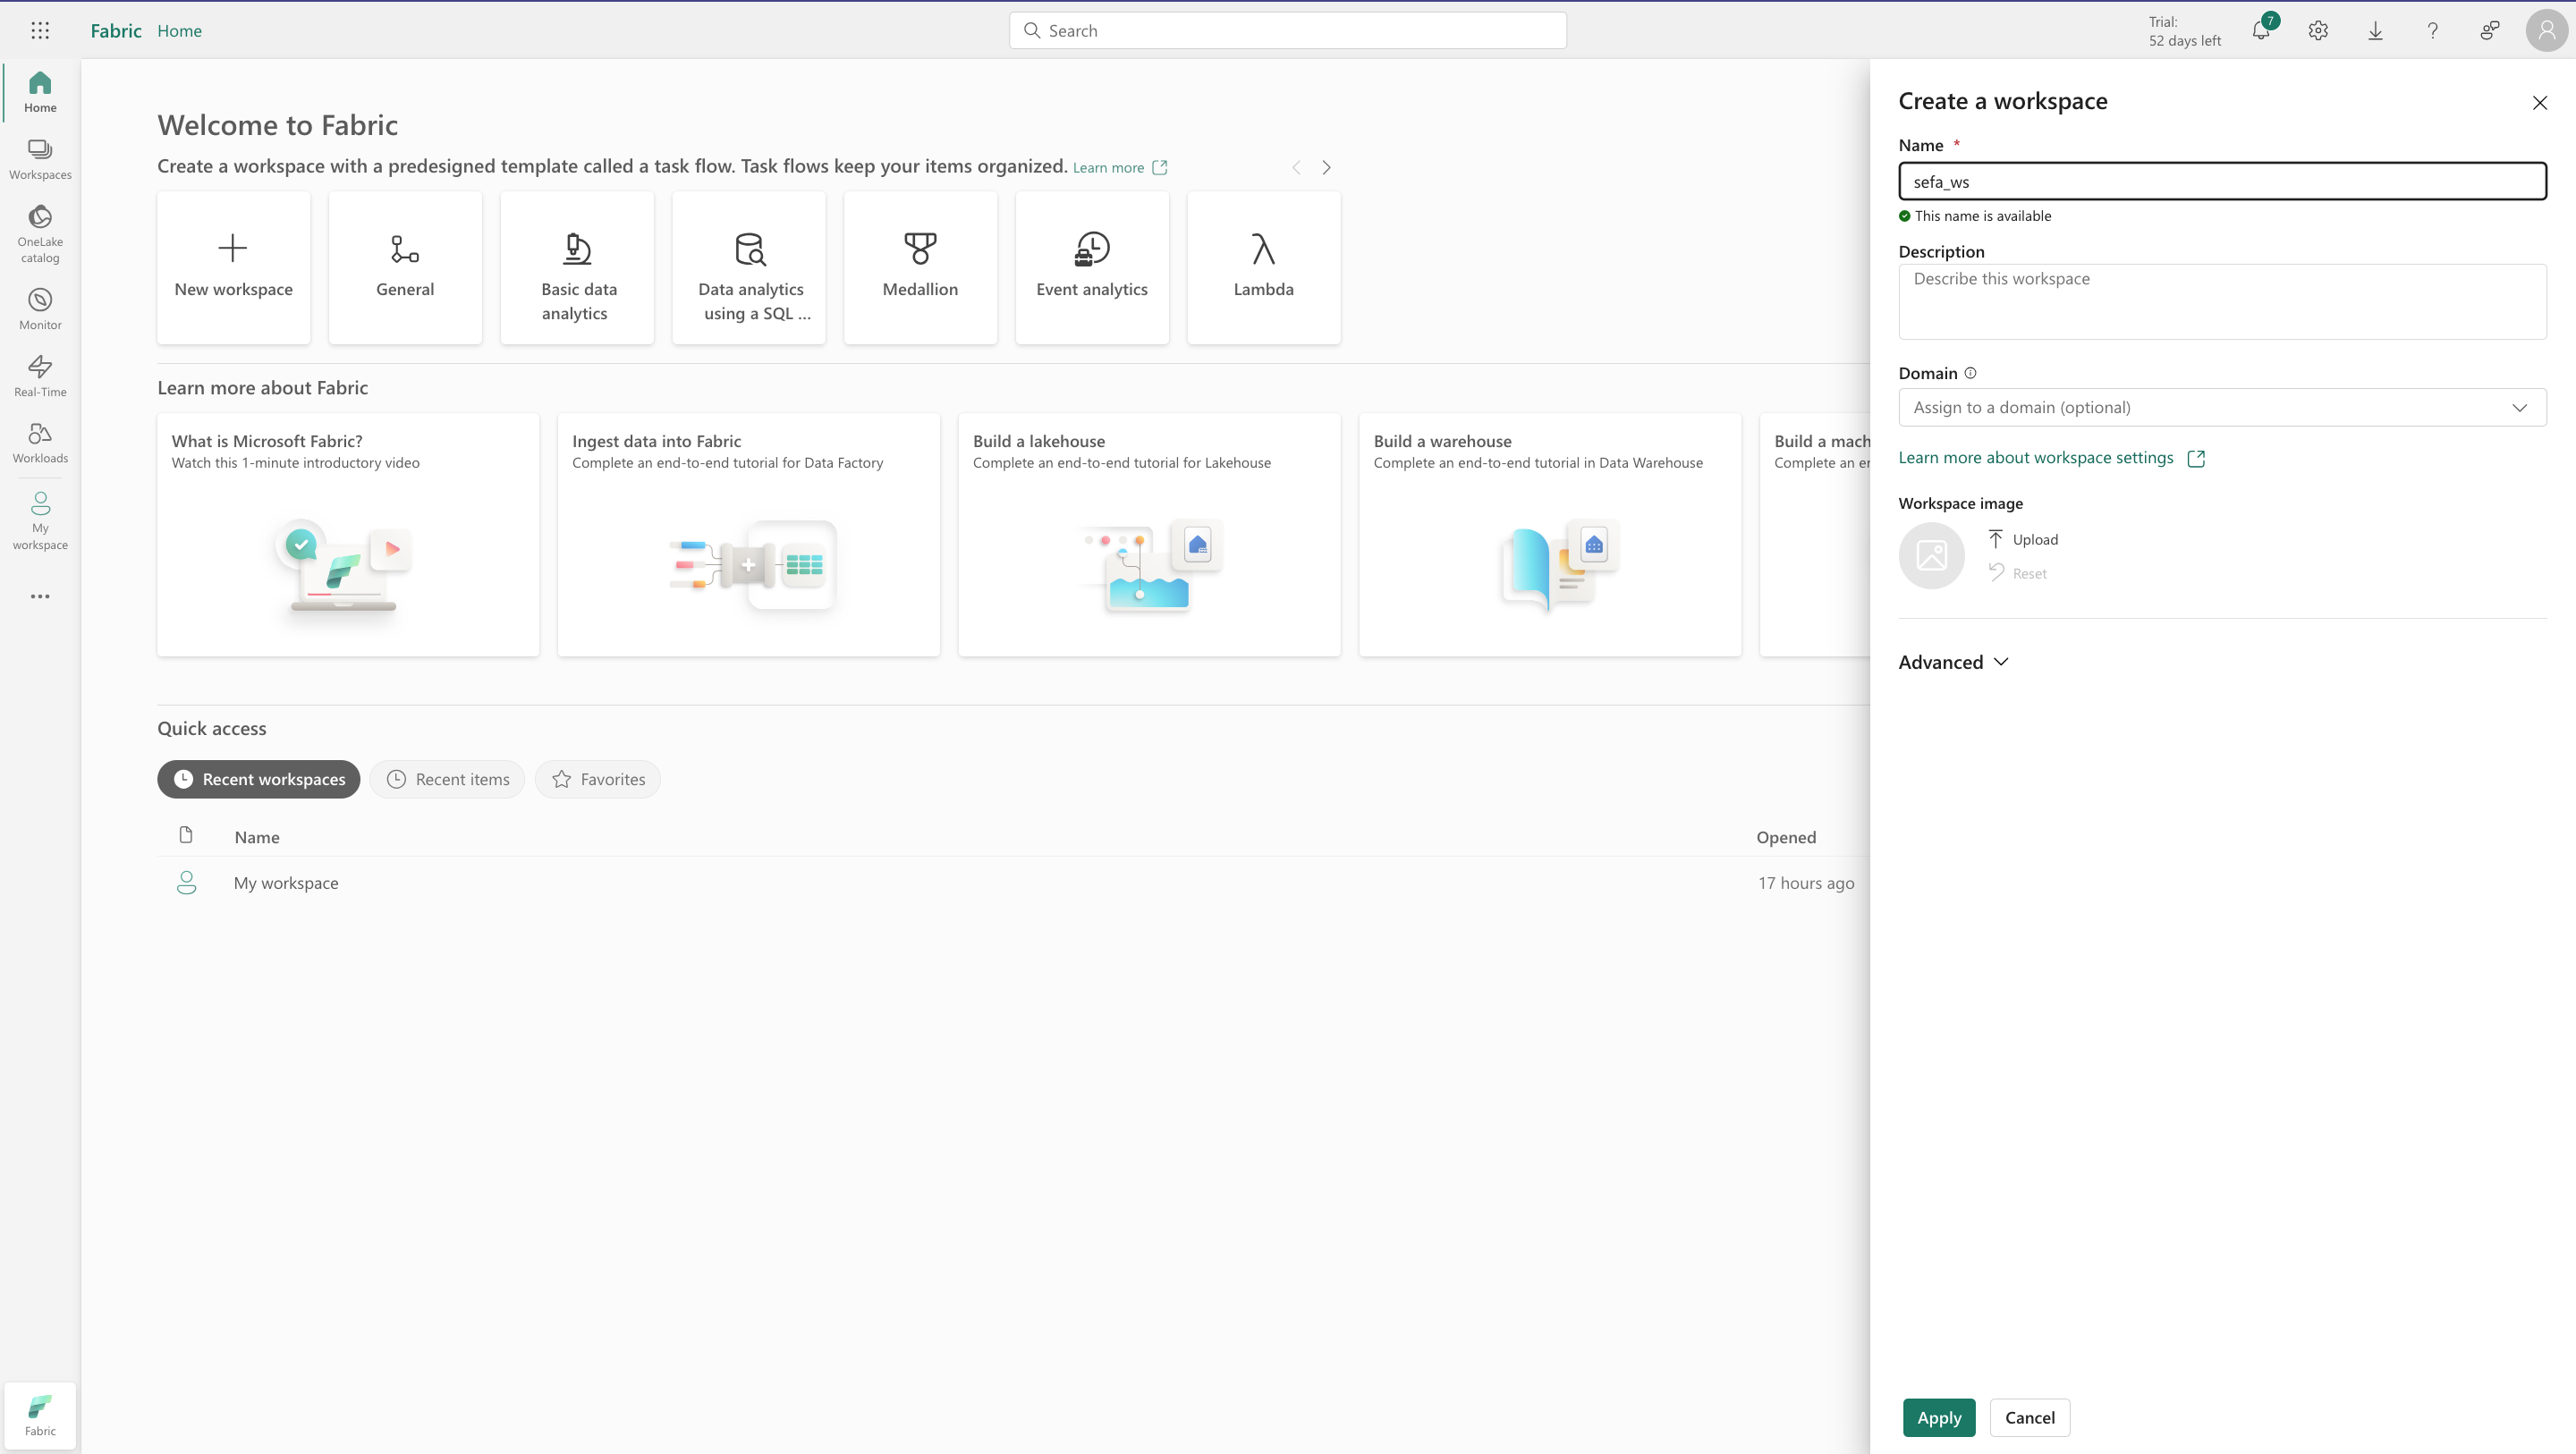 Fabric Home
Search
Trial:
52 days left
7
Home
Workspaces
OneLake
catalog
Monitor
Real-Time
Workloads
My
workspace
Fabric
Welcome to Fabric
Create a workspace with a predesigned template called a task flow. Task flows keep your items organized. Learn more
New workspace
General
Basic data
analytics
Data analytics
using a SQL ...
Medallion
Event analytics
Lambda
Learn more about Fabric
What is Microsoft Fabric?
Watch this 1-minute introductory video
Ingest data into Fabric
Complete an end-to-end tutorial for Data Factory
Build a lakehouse
Complete an end-to-end tutorial for Lakehouse
Build a warehouse
Complete an end-to-end tutorial in Data Warehouse
Build a mach
Complete an er
Quick access
Recent workspaces
Recent items
Favorites
Name
Opened
My workspace
17 hours ago
Create a workspace
Name *
sefa_ws
This name is available
Description
Describe this workspace
Domain
Assign to a domain (optional)
Learn more about workspace settings
Workspace image
Upload
Reset
Advanced
Apply
Cancel